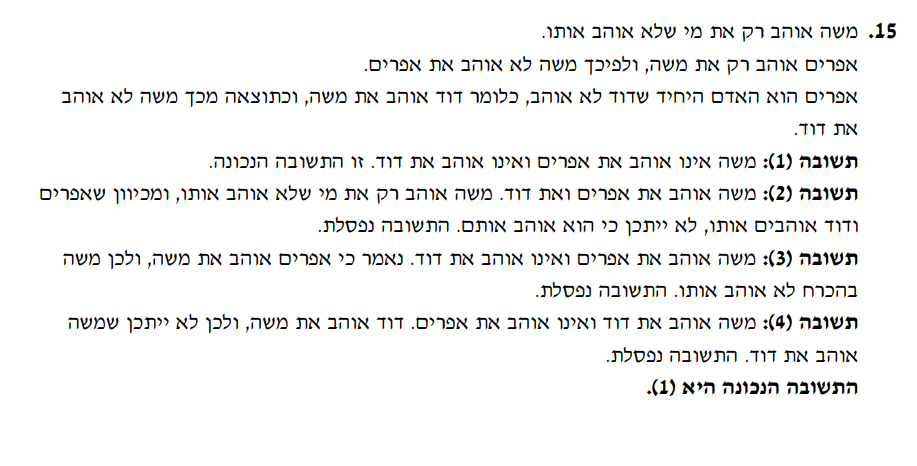 15. משה אוהב רק את מי שלא אוהב אותו.
אפרים אוהב רק את משה, ולפיכך משה לא אוהב את אפרים.
אפרים הוא האדם היחיד שדוד לא אוהב, כלומר דוד אוהב את משה, וכתוצאה מכך משה לא אוהב
את דוד.
תשובה (1): משה אינו אוהב את אפרים ואינו אוהב את דוד. זו התשובה הנכונה.
תשובה (2): משה אוהב את אפרים ואת דוד. משה אוהב רק את מי שלא אוהב אותו, ומכיוון שאפרים
ודוד אוהבים אותו, לא ייתכן כי הוא אוהב אותם. התשובה נפסלת.
תשובה (3): משה אוהב את אפרים ואינו אוהב את דוד. נאמר כי אפרים אוהב את משה, ולכן משה
בהכרח לא אוהב אותו. התשובה נפסלת.
תשובה (4): משה אוהב את דוד ואינו אוהב את אפרים. דוד אוהב את משה, ולכן לא ייתכן שמשה
אוהב את דוד. התשובה נפסלת.
התשובה הנכונה היא (1).